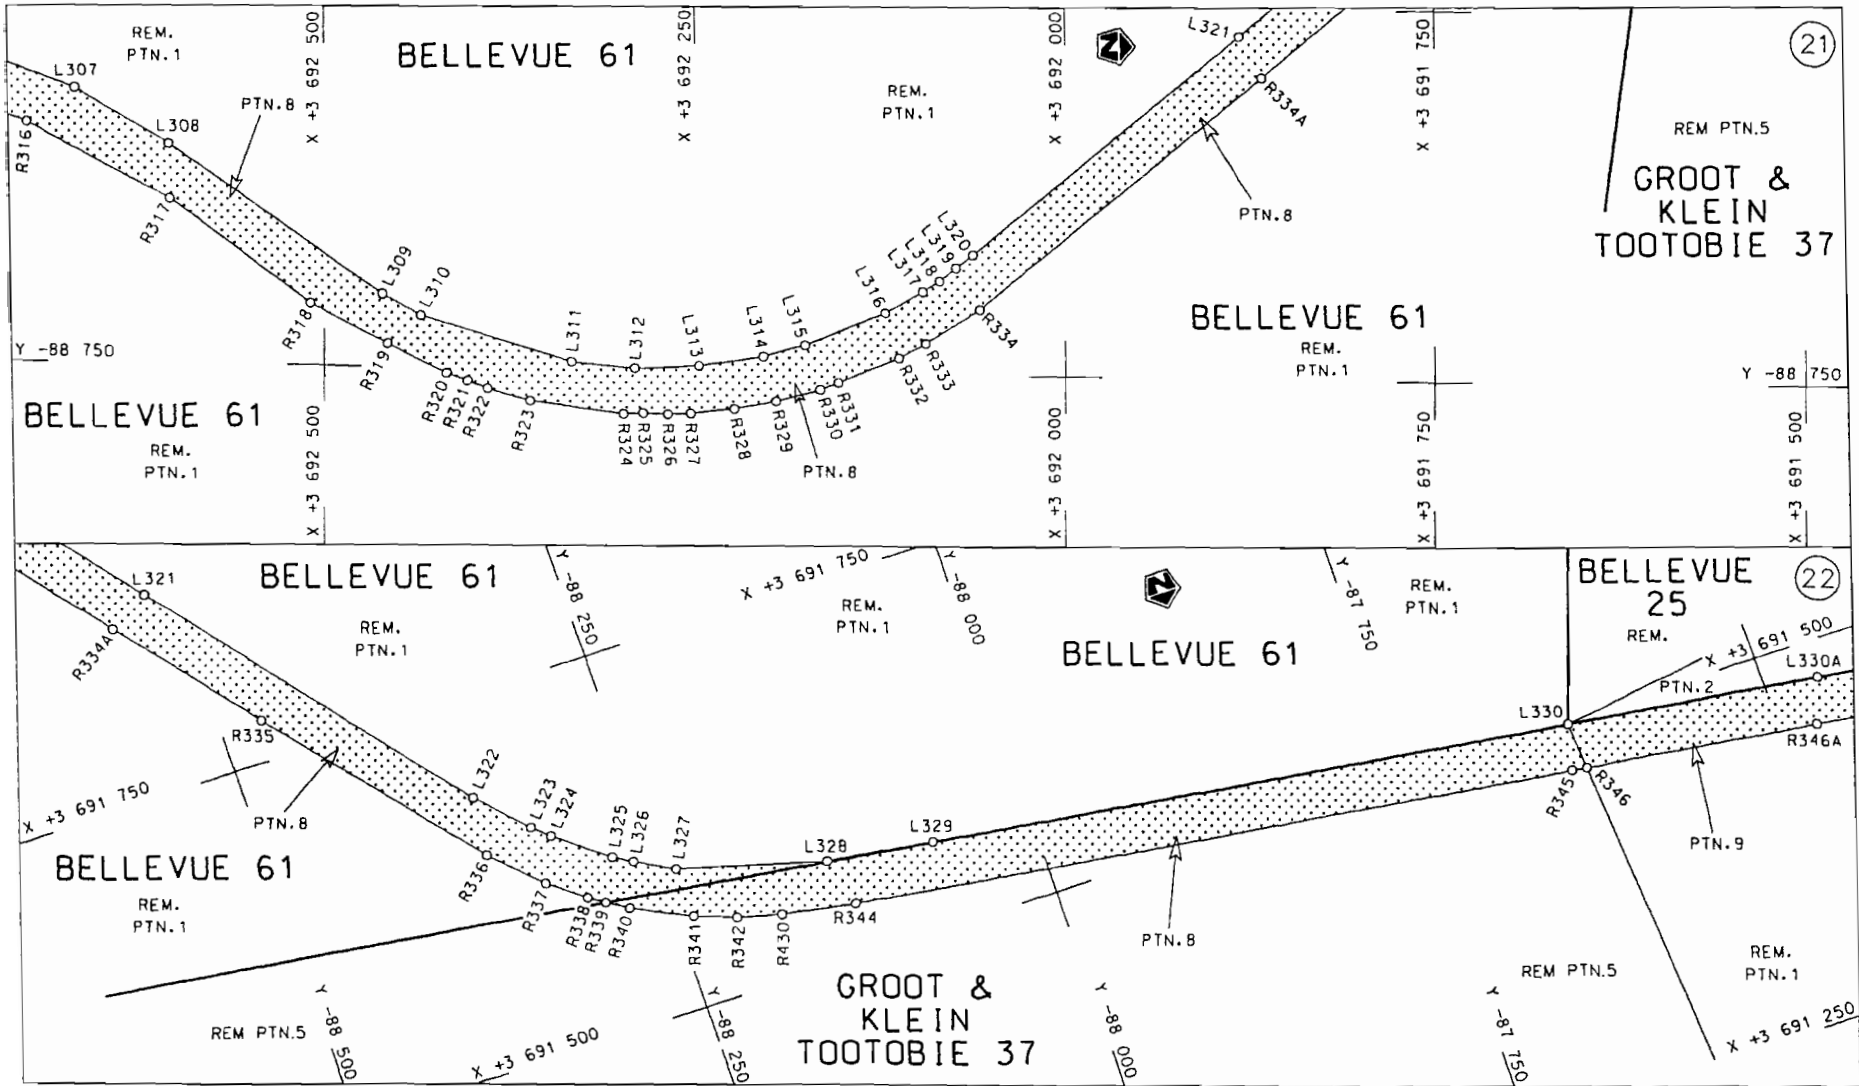 REM.
PTN.1
L307
L308
PTN.8
R316
R317
X +3 692 500
BELLEVUE 61
X +3 692 250
REM.
PTN.1
X +3 692 000
N
L321
R334A
X +3 691 750
21
REM PTN.5
GROOT &
KLEIN
TOOTOBIE 37
PTN.8
L309
L310
R318
R319
L311
L312
L313
L314
L315
L316
L317
L318
L319
L320
R320
R321
R322
R323
R324
R325
R326
R327
R328
R329
R330
R331
R332
R333
R334
PTN.8
Y -88 750
BELLEVUE 61
REM.
PTN.1
X +3 692 500
BELLEVUE 61
REM.
PTN.1
X +3 692 000
X +3 691 750
Y -88 750
X +3 691 500
L321
R334A
BELLEVUE 61
REM.
PTN.1
Y -88 250
X +3 691 750
REM.
PTN.1
Y -88 000
N
BELLEVUE 61
Y -87 750
REM.
PTN.1
BELLEVUE
25
REM.
22
X +3 691 500
L330A
PTN.2
L330
R346A
R335
X +3 691 750
PTN.8
L322
L323
L324
L325
L326
L327
L328
L329
R345
R346
PTN.9
BELLEVUE 61
REM.
PTN.1
R336
R337
R338
R339
R340
R341
R342
R430
R344
PTN.8
REM PTN.5
Y -88 500
X +3 691 500
Y -88 250
GROOT &
KLEIN
TOOTOBIE 37
Y -88 000
REM PTN.5
Y -87 750
REM.
PTN.1
X +3 691 250